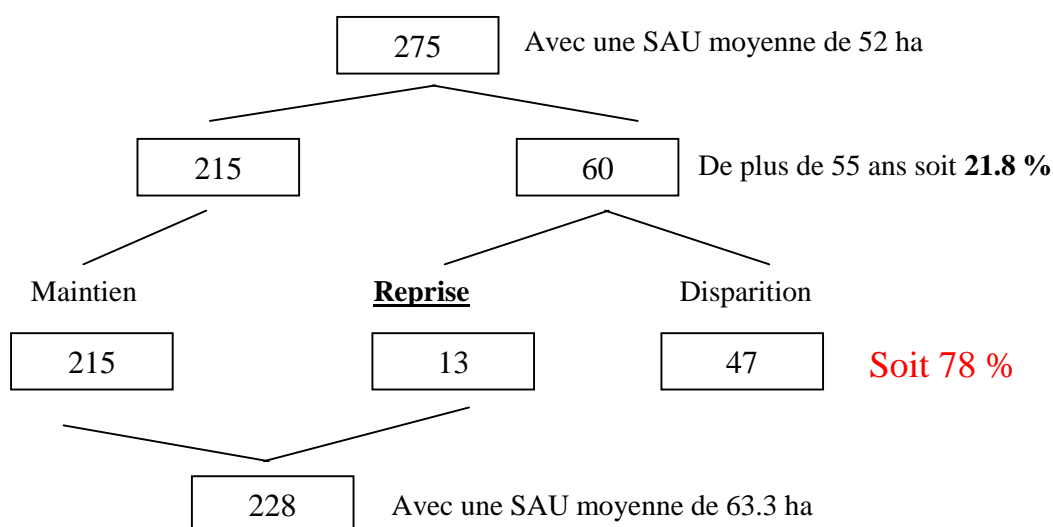 275 Avec une SAU moyenne de 52 ha
215 60 De plus de 55 ans soit 21.8 %
Maintien Reprise Disparition
215 13 47 Soit 78 %
228 Avec une SAU moyenne de 63.3 ha